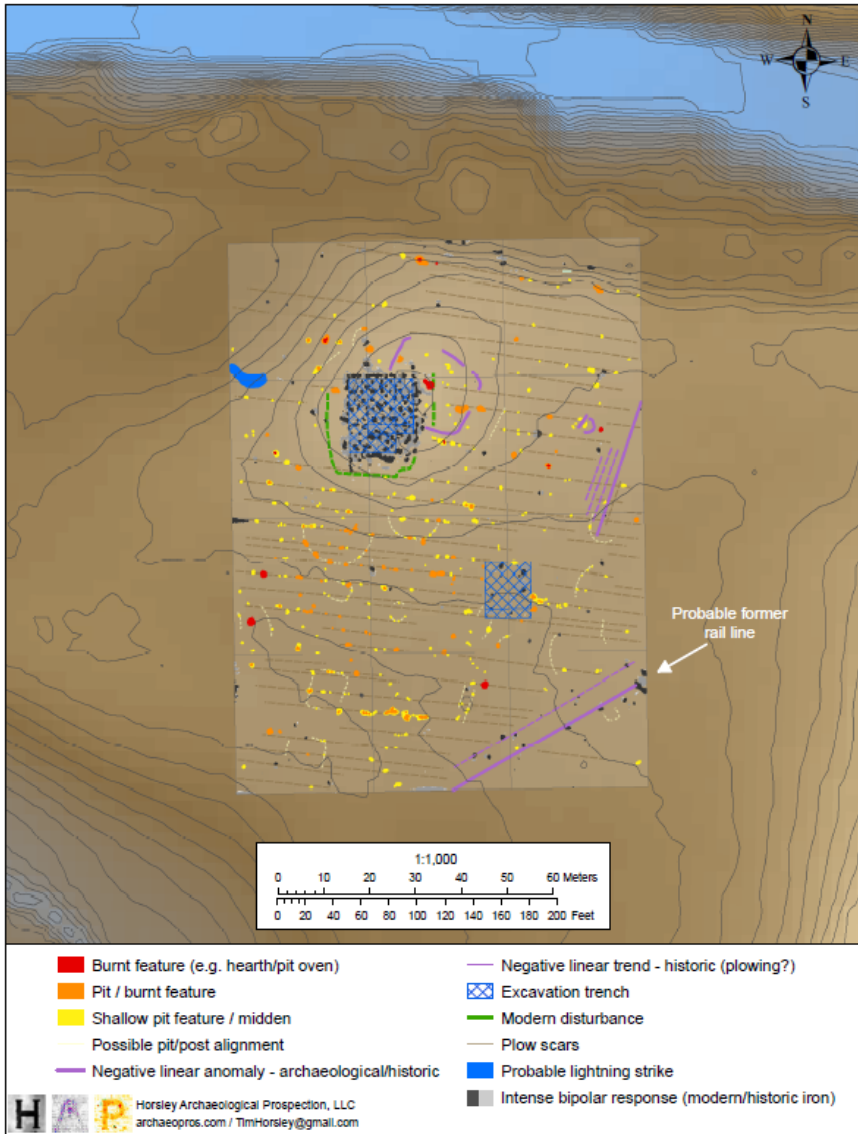 N
W E
S
Probable former
rail line
1:1,000
0 10 20 30 40 50 60 Meters
0 20 40 60 80 100 120 140 160 180 200 Feet
Burnt feature (e.g. hearth/pit oven)
Pit / burnt feature
Shallow pit feature / midden
Possible pit/post alignment
Negative linear anomaly - archaeological/historic
Negative linear trend - historic (plowing?)
Excavation trench
Modern disturbance
Plow scars
Probable lightning strike
Intense bipolar response (modern/historic iron)
H A P
Horsley Archaeological Prospection, LLC
archaeopros.com / TimHorsley@gmail.com